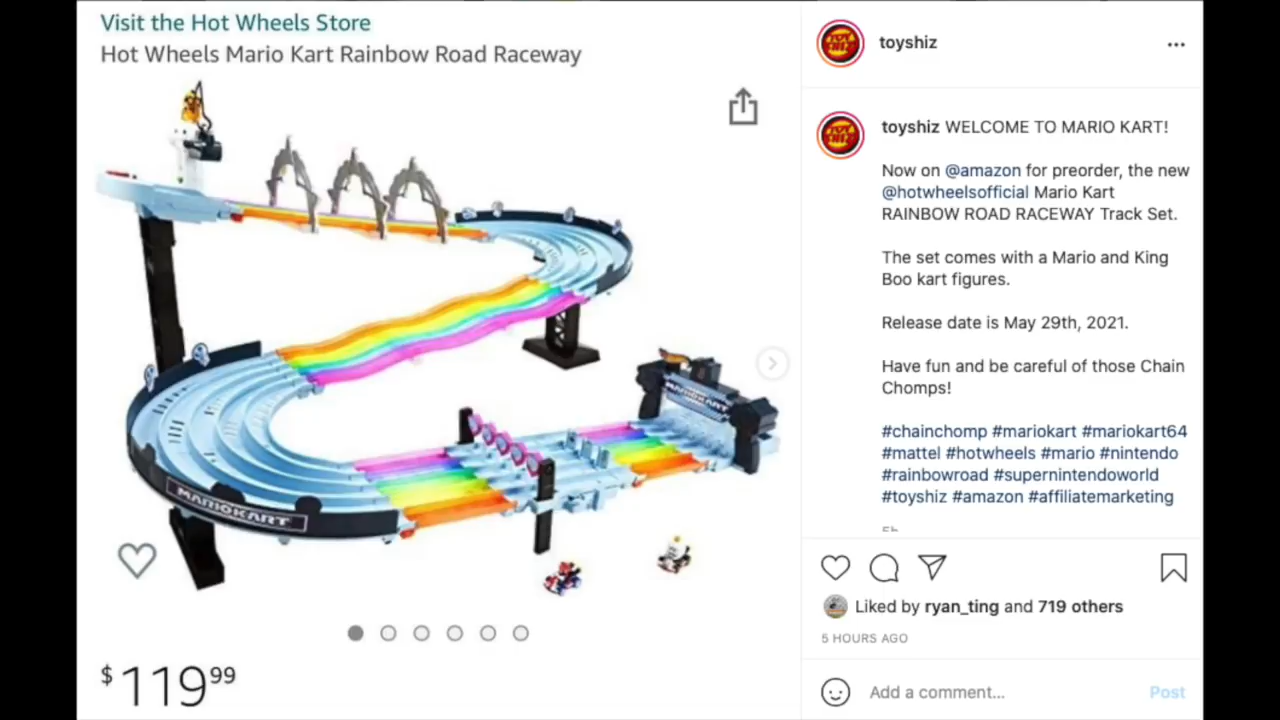 Visit the Hot Wheels Store
Hot Wheels Mario Kart Rainbow Road Raceway
MARIOKART
MARIOKART
$119.99
toyshiz
TOY
SHIZ
toyshiz WELCOME TO MARIO KART!
Now on @amazon for preorder, the new
@hotwheelsofficial Mario Kart
RAINBOW ROAD RACEWAY Track Set.
The set comes with a Mario and King
Boo kart figures.
Release date is May 29th, 2021.
Have fun and be careful of those Chain
Chomps!
#chainchomp #mariokart #mariokart64
#mattel #hotwheels #mario #nintendo
#rainbowroad #supernintendoworld
#toyshiz #amazon #affiliatemarketing
5h
Liked by ryan_ting and 719 others
5 HOURS AGO
Add a comment...
Post